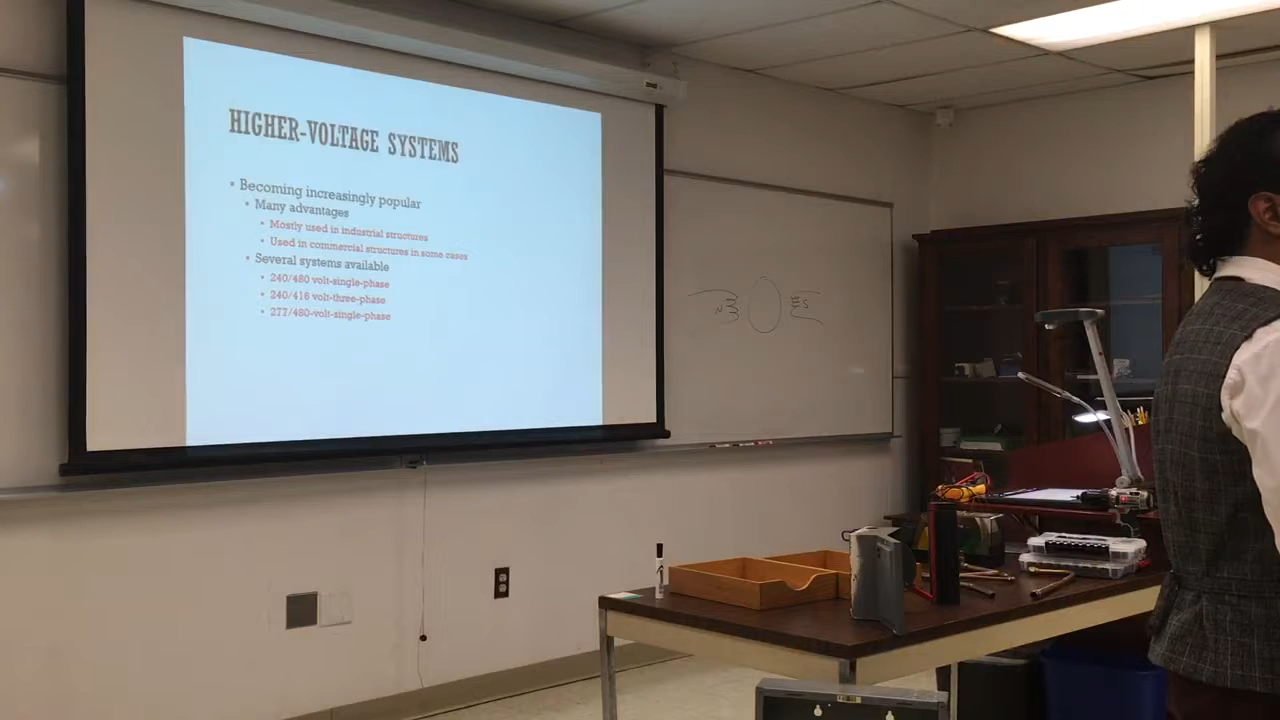 HIGHER-VOLTAGE SYSTEMS
▪ Becoming increasingly popular
▪ Many advantages
▪ Mostly used in industrial structures
▪ Used in commercial structures in some cases
▪ Several systems available
▪ 240/480 volt-single-phase
▪ 240/416 volt-three-phase
▪ 277/480-volt-single-phase
N
S